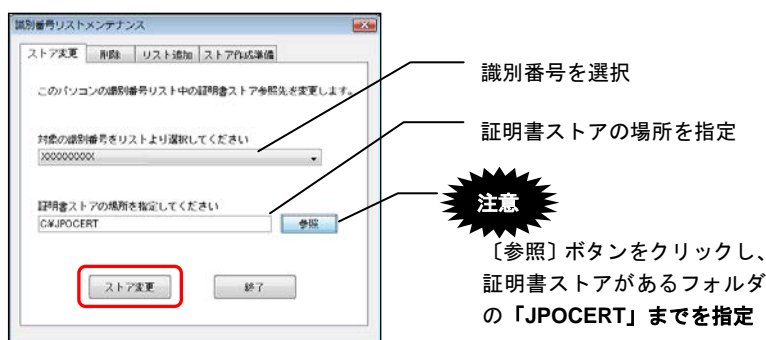 識別番号リストメンテナンス
ストア変更 削除 リスト追加 ストア作成準備
このパソコンの識別番号リスト中の証明書ストア参照先を変更します。
対象の識別番号をリストより選択してください
XXXXXXXXX
証明書ストアの場所を指定してください
C:¥JPOCERT
参照
ストア変更 終了
識別番号を選択
証明書ストアの場所を指定
注意
〔参照〕ボタンをクリックし、
証明書ストアがあるフォルダ
の「JPOCERT」までを指定